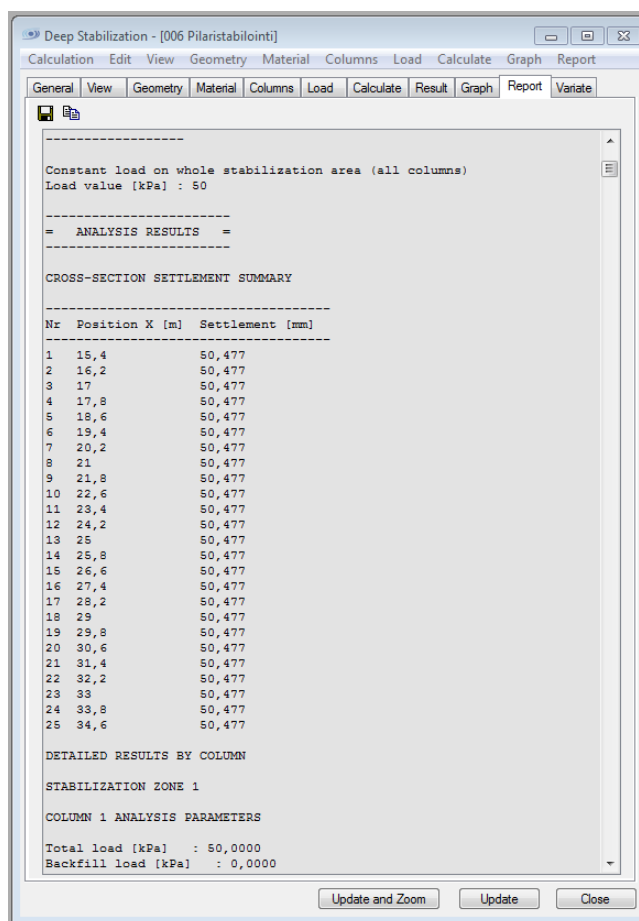 Deep Stabilization - [006 Pilaristabilointi]
Calculation Edit View Geometry Material Columns Load Calculate Graph Report
General View Geometry Material Columns Load Calculate Result Graph Report Variate
------------------
Constant load on whole stabilization area (all columns)
Load value [kPa] : 50
-----------------------
=  ANALYSIS RESULTS  =
-----------------------
CROSS-SECTION SETTLEMENT SUMMARY
------------------------------------
Nr Position X [m] Settlement [mm]
------------------------------------
1 15,4 50,477
2 16,2 50,477
3 17 50,477
4 17,8 50,477
5 18,6 50,477
6 19,4 50,477
7 20,2 50,477
8 21 50,477
9 21,8 50,477
10 22,6 50,477
11 23,4 50,477
12 24,2 50,477
13 25 50,477
14 25,8 50,477
15 26,6 50,477
16 27,4 50,477
17 28,2 50,477
18 29 50,477
19 29,8 50,477
20 30,6 50,477
21 31,4 50,477
22 32,2 50,477
23 33 50,477
24 33,8 50,477
25 34,6 50,477
DETAILED RESULTS BY COLUMN
STABILIZATION ZONE 1
COLUMN 1 ANALYSIS PARAMETERS
Total load [kPa] : 50,0000
Backfill load [kPa] : 0,0000
Update and Zoom Update Close